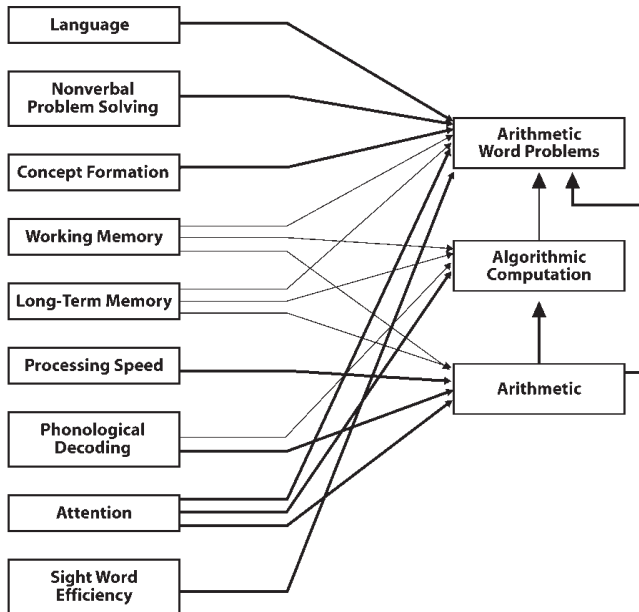 Language
Nonverbal
Problem Solving
Concept Formation
Working Memory
Long-Term Memory
Processing Speed
Phonological
Decoding
Attention
Sight Word
Efficiency
Arithmetic
Word Problems
Algorithmic
Computation
Arithmetic